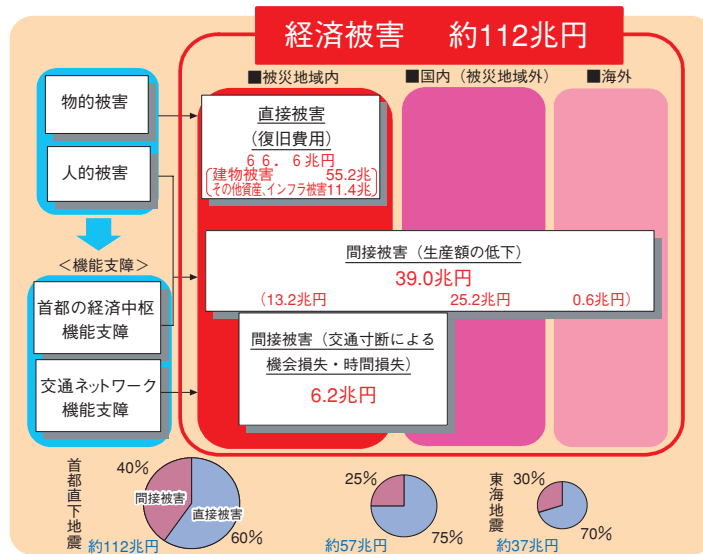 経済被害 約112兆円
■被災地域内 ■国内（被災地域外） ■海外
物的被害
人的被害
直接被害
（復旧費用）
６６．６兆円
建物被害 55.2兆
その他資産、インフラ被害11.4兆
＜機能支障＞
首都の経済中枢
機能支障
交通ネットワーク
機能支障
間接被害（生産額の低下）
39.0兆円
（13.2兆円 25.2兆円 0.6兆円）
間接被害（交通寸断による
機会損失・時間損失）
6.2兆円
首都直下地震
40%
間接被害
直接被害
60%
約112兆円
25%
75%
約57兆円
東海地震
30%
70%
約37兆円